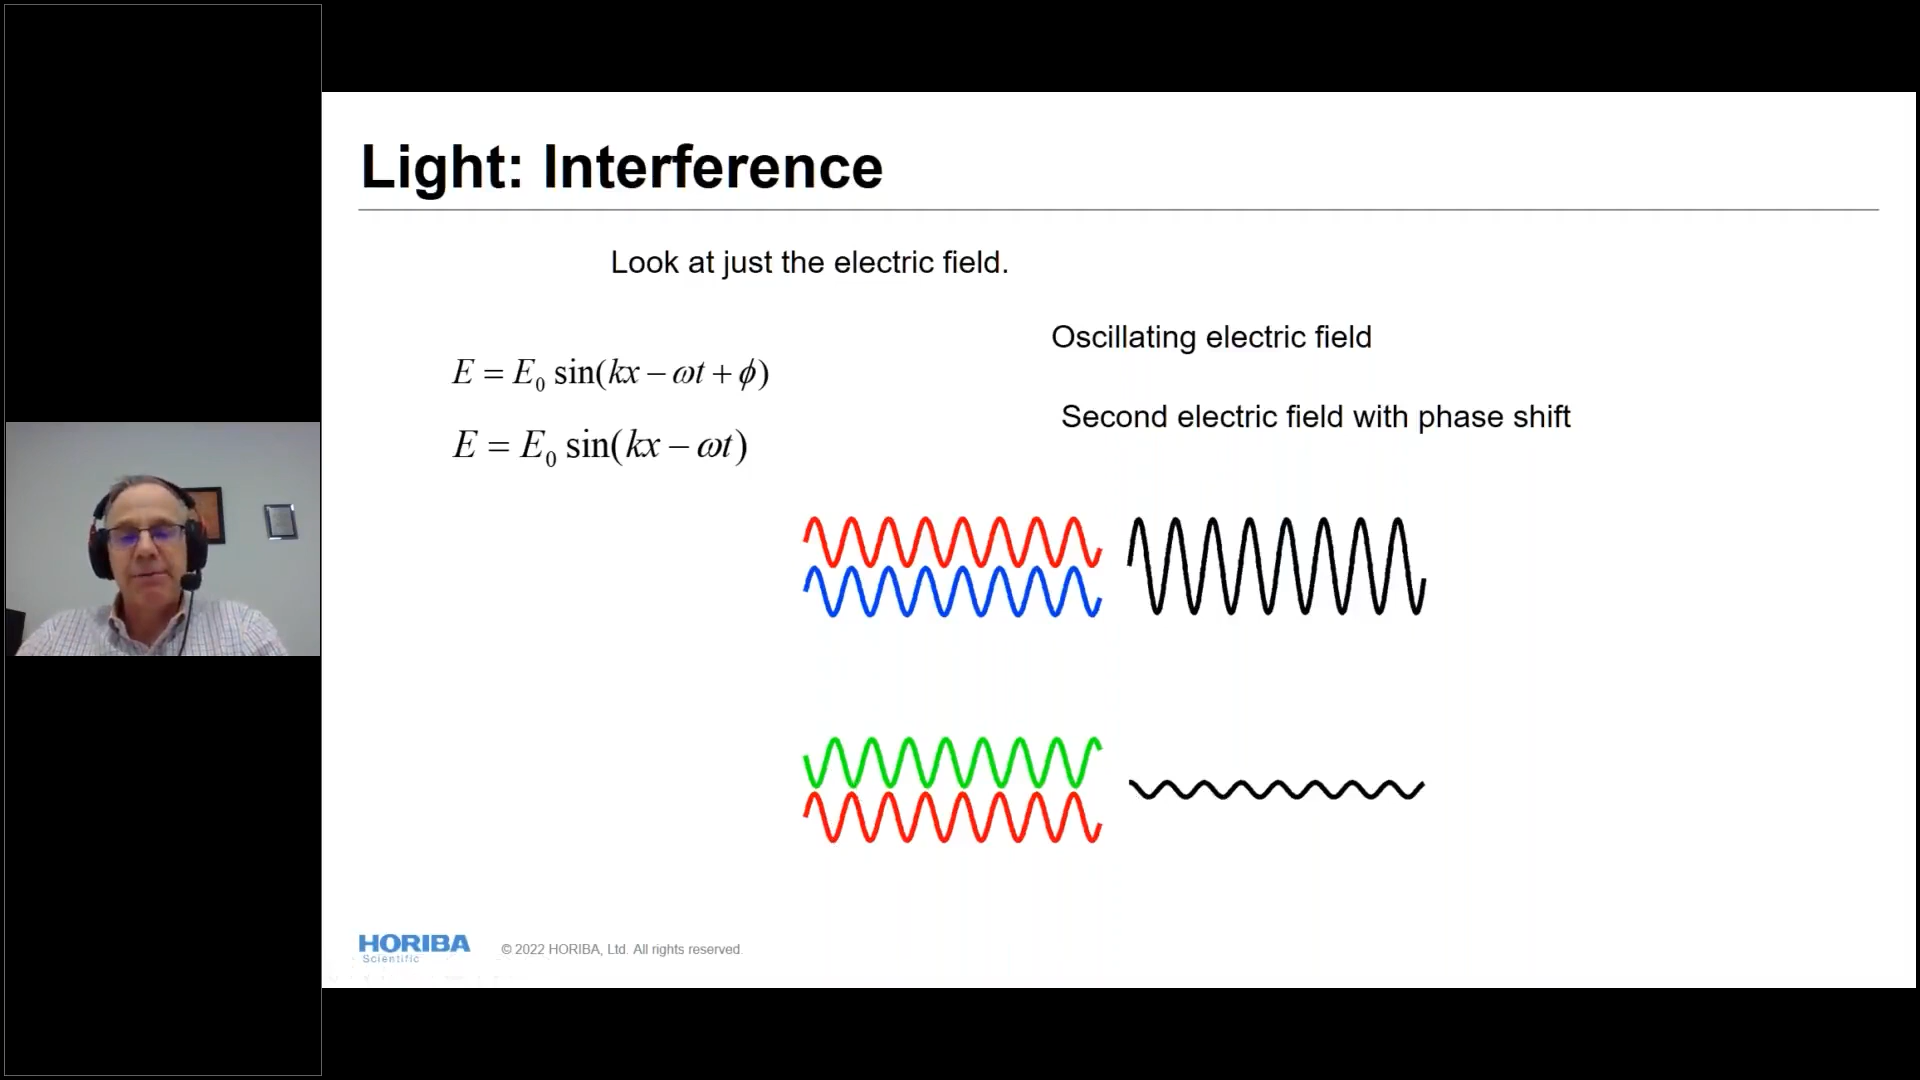 Light: Interference
Look at just the electric field.
Oscillating electric field
E = E₀ sin(kx − ωt + ϕ)
Second electric field with phase shift
E = E₀ sin(kx − ωt)
HORIBA
Scientific
© 2022 HORIBA, Ltd. All rights reserved.